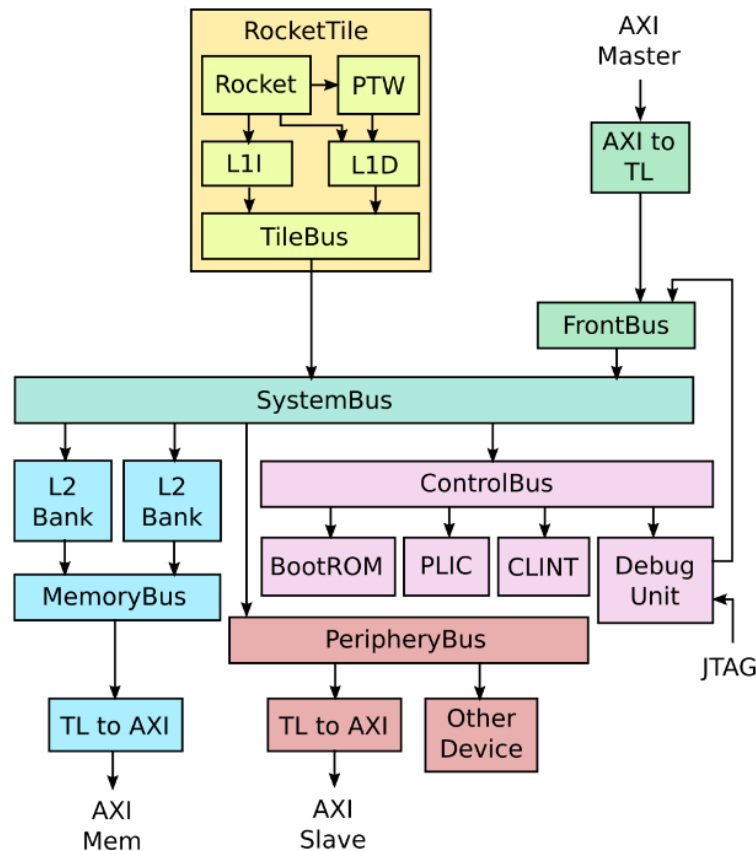 RocketTile
AXI
Master
Rocket
PTW
AXI to
TL
L1I
L1D
TileBus
FrontBus
SystemBus
L2
Bank
L2
Bank
ControlBus
BootROM
PLIC
CLINT
Debug
Unit
MemoryBus
PeripheryBus
JTAG
TL to AXI
TL to AXI
Other
Device
AXI
Mem
AXI
Slave